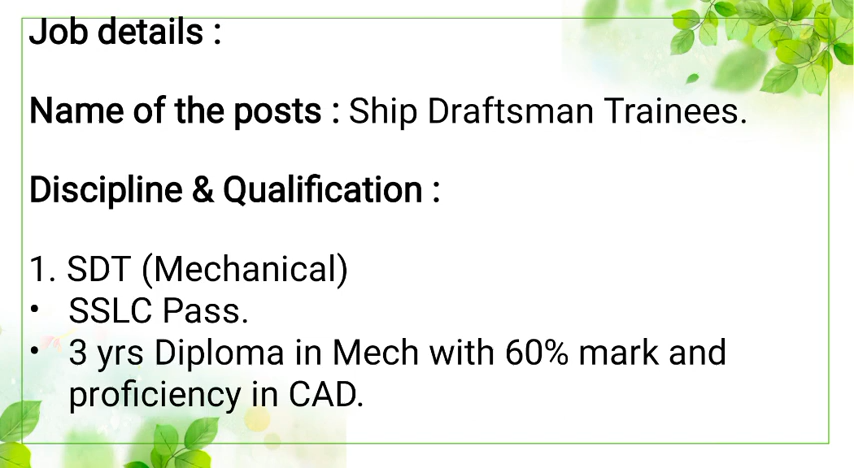 Job details :
Name of the posts : Ship Draftsman Trainees.
Discipline & Qualification :
1. SDT (Mechanical)
• SSLC Pass.
• 3 yrs Diploma in Mech with 60% mark and
proficiency in CAD.